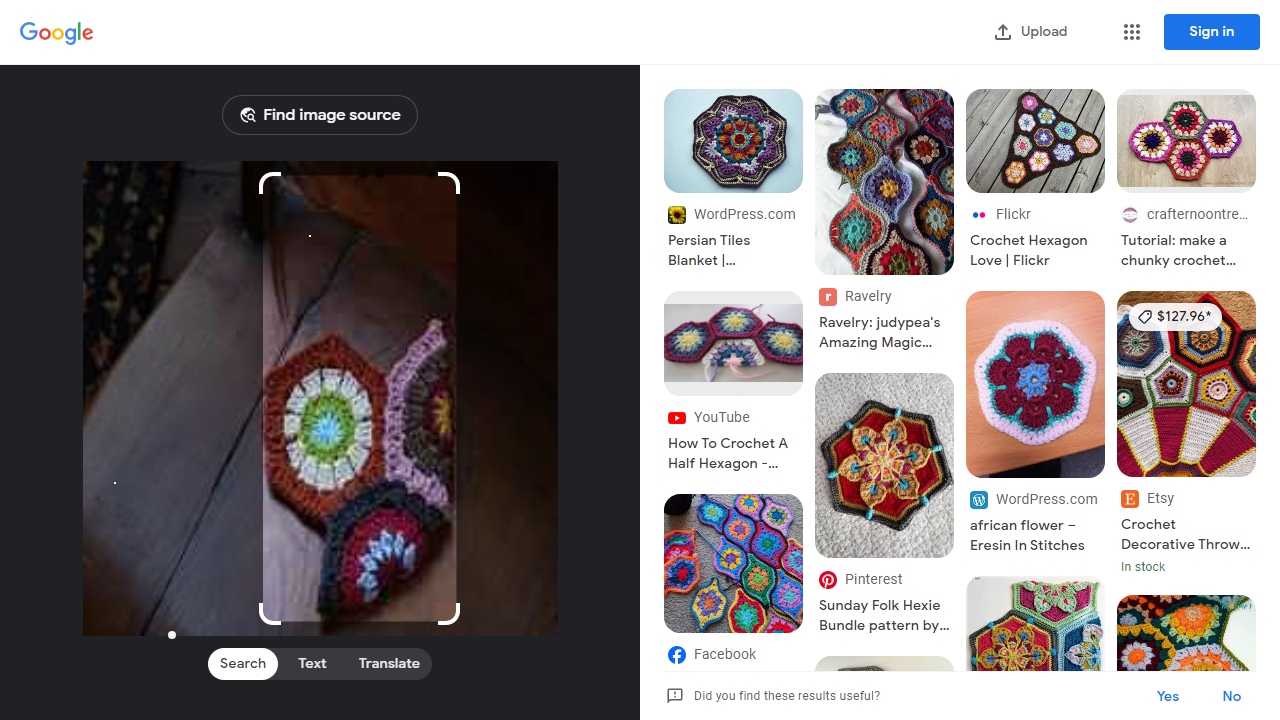 Google
Upload
Sign in
Find image source
Search
Text
Translate
WordPress.com
Persian Tiles
Blanket |...
YouTube
How To Crochet A
Half Hexagon -...
Facebook
Ravelry
Ravelry: judypea's
Amazing Magic...
Pinterest
Sunday Folk Hexie
Bundle pattern by...
Flickr
Crochet Hexagon
Love | Flickr
WordPress.com
african flower –
Eresin In Stitches
crafternoontre...
Tutorial: make a
chunky crochet...
$127.96*
Etsy
Crochet
Decorative Throw...
In stock
Did you find these results useful?
Yes
No